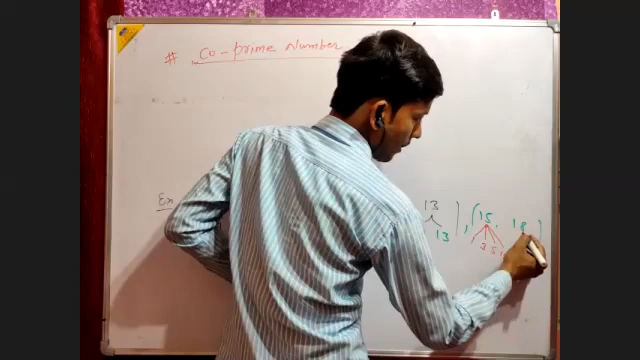 # Co-prime Number
Ex
13 ) , ( 15, 18 )
13 1 3 5